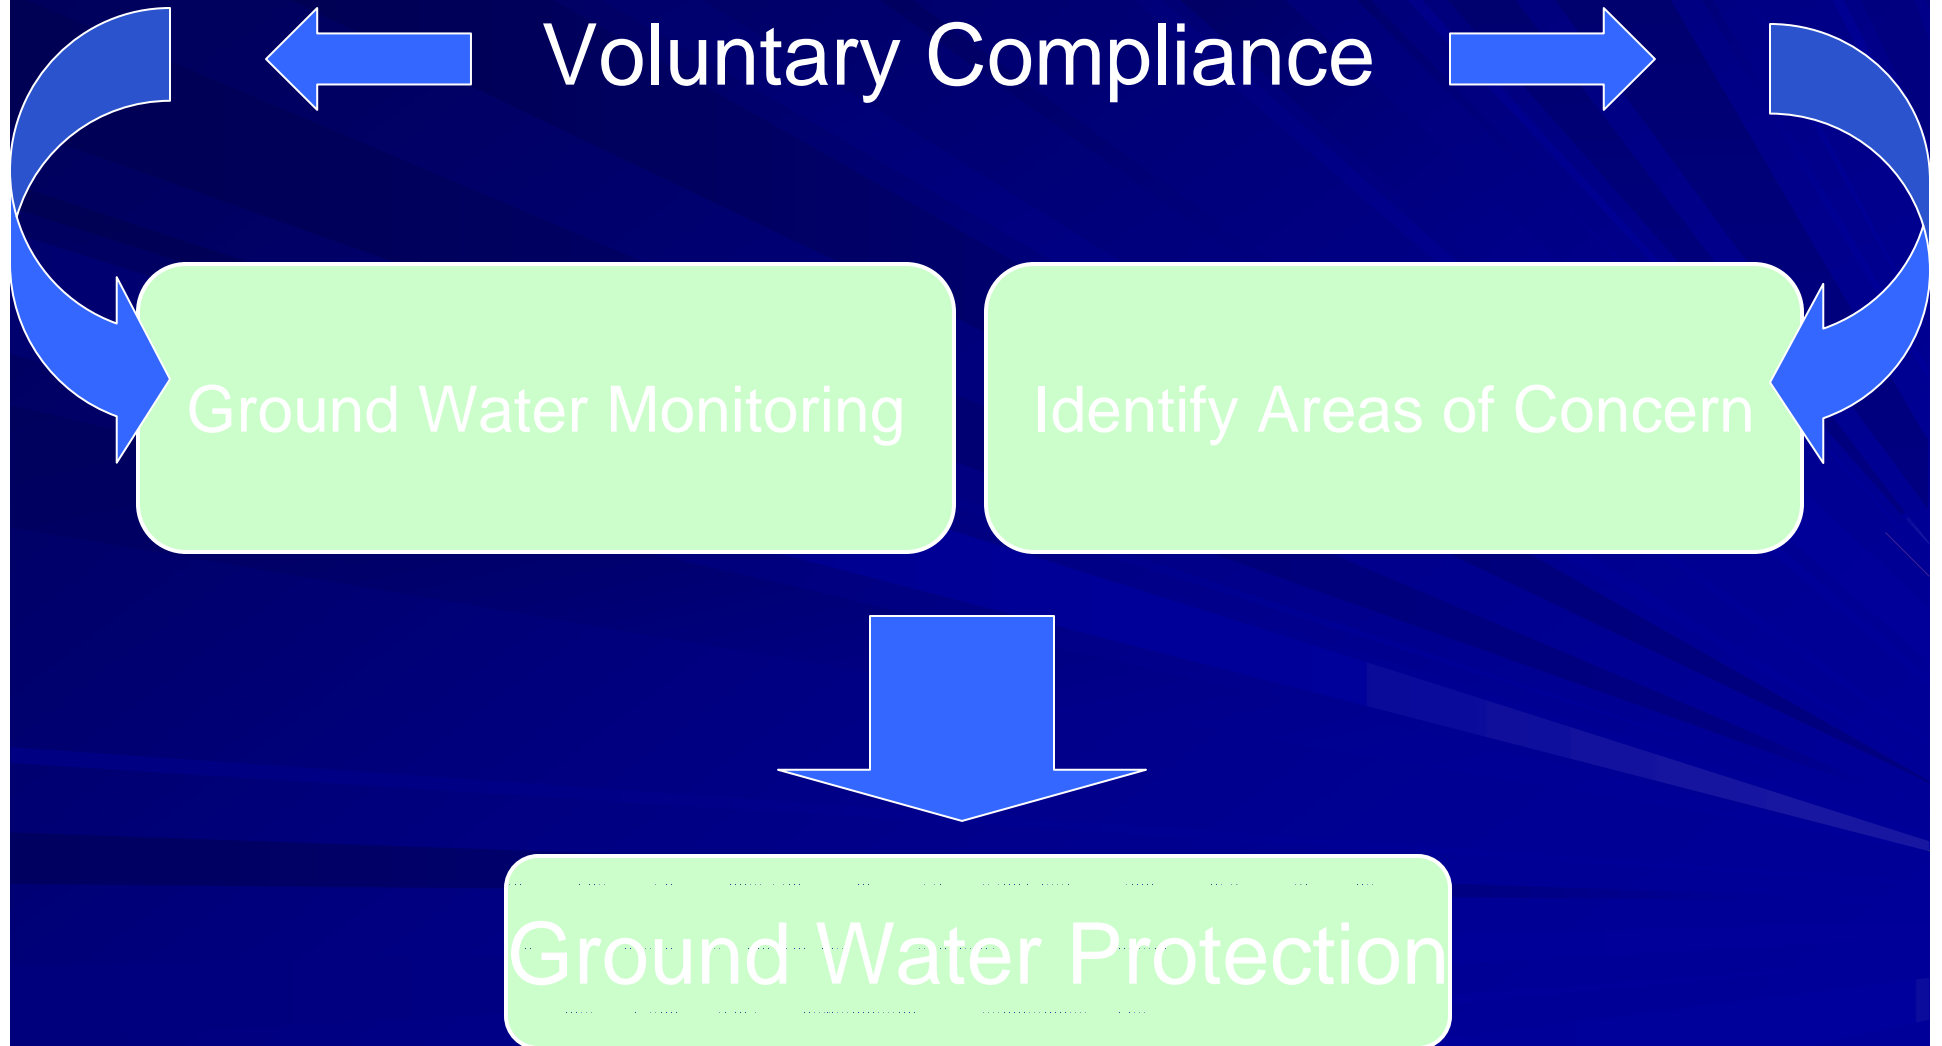 Voluntary Compliance
Ground Water Monitoring
Identify Areas of Concern
Ground Water Protection